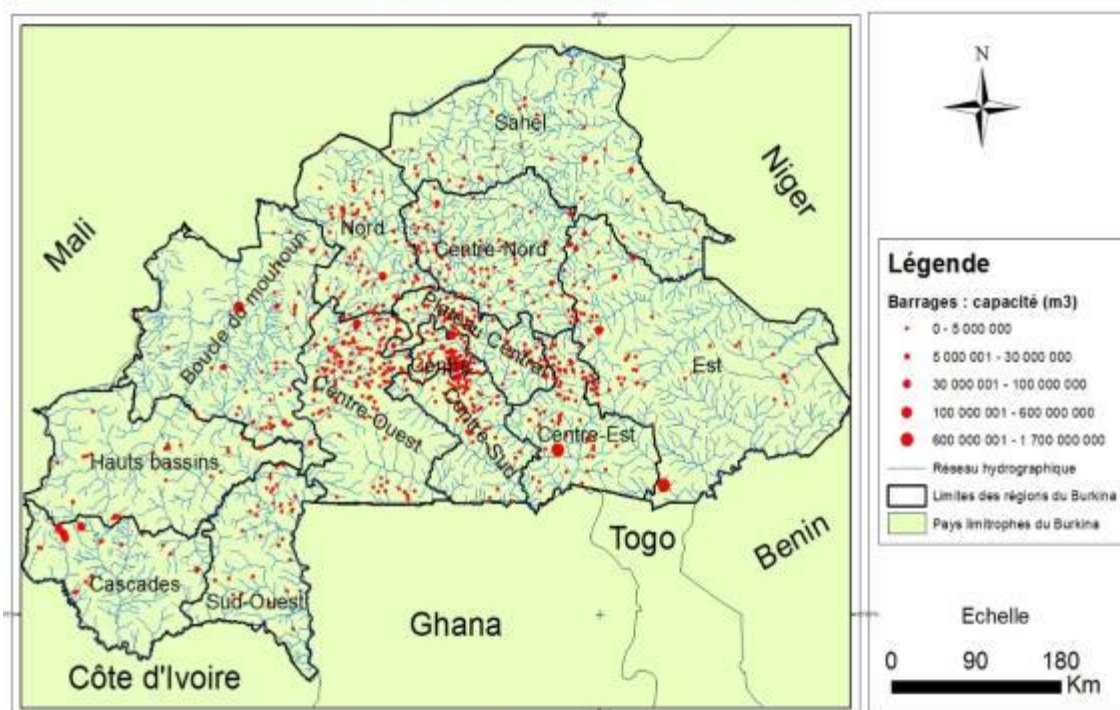 Sahél
Niger
Mali
Nord
Centre-Nord
Boucle du mouhoun
Plateau Central
Est
Centre
Centre-Ouest
Centre-Sud
Centre-Est
Hauts bassins
Togo
Benin
Cascades
Sud-Ouest
Ghana
Côte d'Ivoire
N
Légende
Barrages : capacité (m3)
0 - 5 000 000
5 000 001 - 30 000 000
30 000 001 - 100 000 000
100 000 001 - 600 000 000
600 000 001 - 1 700 000 000
Réseau hydrographique
Limites des régions du Burkina
Pays limitrophes du Burkina
Echelle
0 90 180
Km